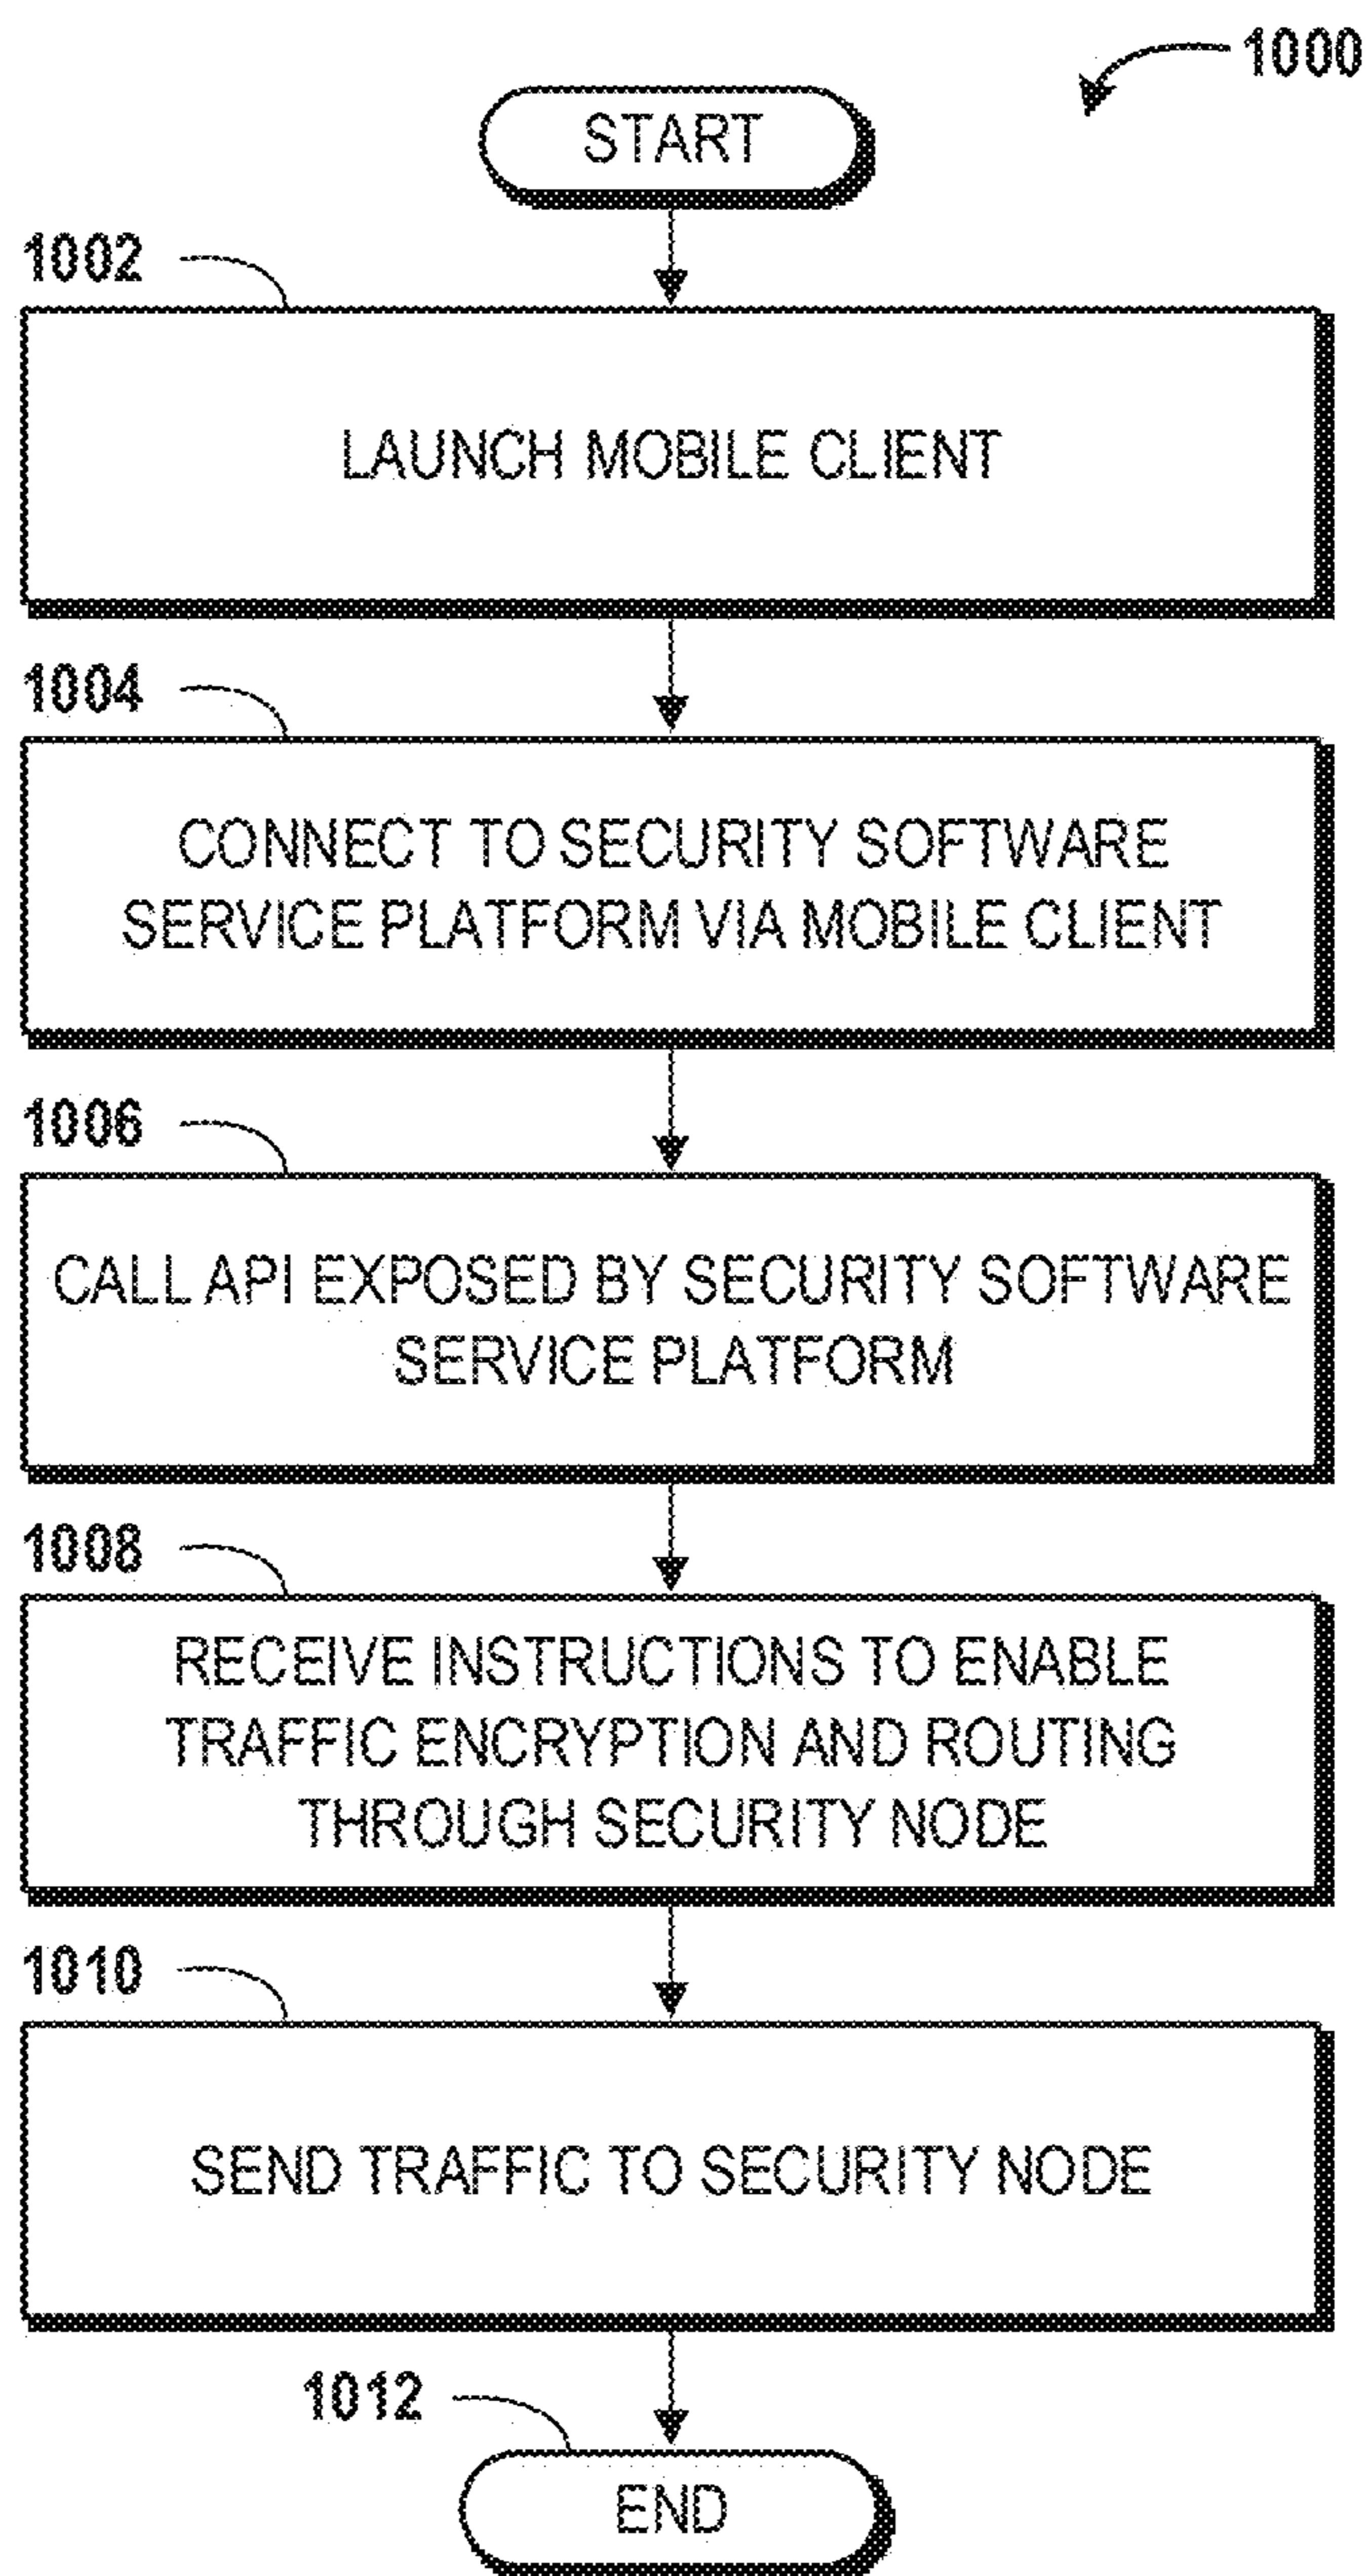 1000
START
1002
LAUNCH MOBILE CLIENT
1004
CONNECT TO SECURITY SOFTWARE
SERVICE PLATFORM VIA MOBILE CLIENT
1006
CALL API EXPOSED BY SECURITY SOFTWARE
SERVICE PLATFORM
1008
RECEIVE INSTRUCTIONS TO ENABLE
TRAFFIC ENCRYPTION AND ROUTING
THROUGH SECURITY NODE
1010
SEND TRAFFIC TO SECURITY NODE
1012
END